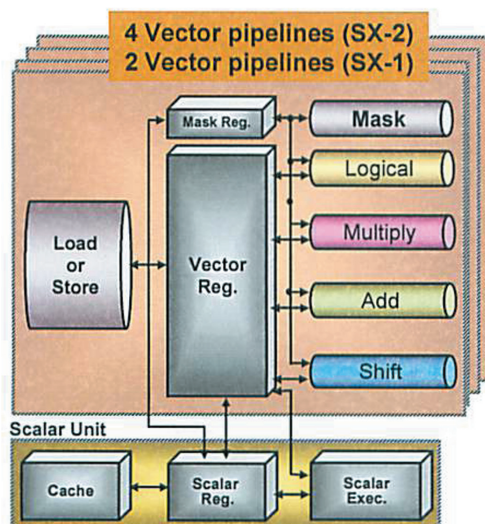 4 Vector pipelines (SX-2)
2 Vector pipelines (SX-1)
Mask Reg.
Mask
Logical
Multiply
Add
Shift
Load
or
Store
Vector
Reg.
Scalar Unit
Cache
Scalar
Reg.
Scalar
Exec.